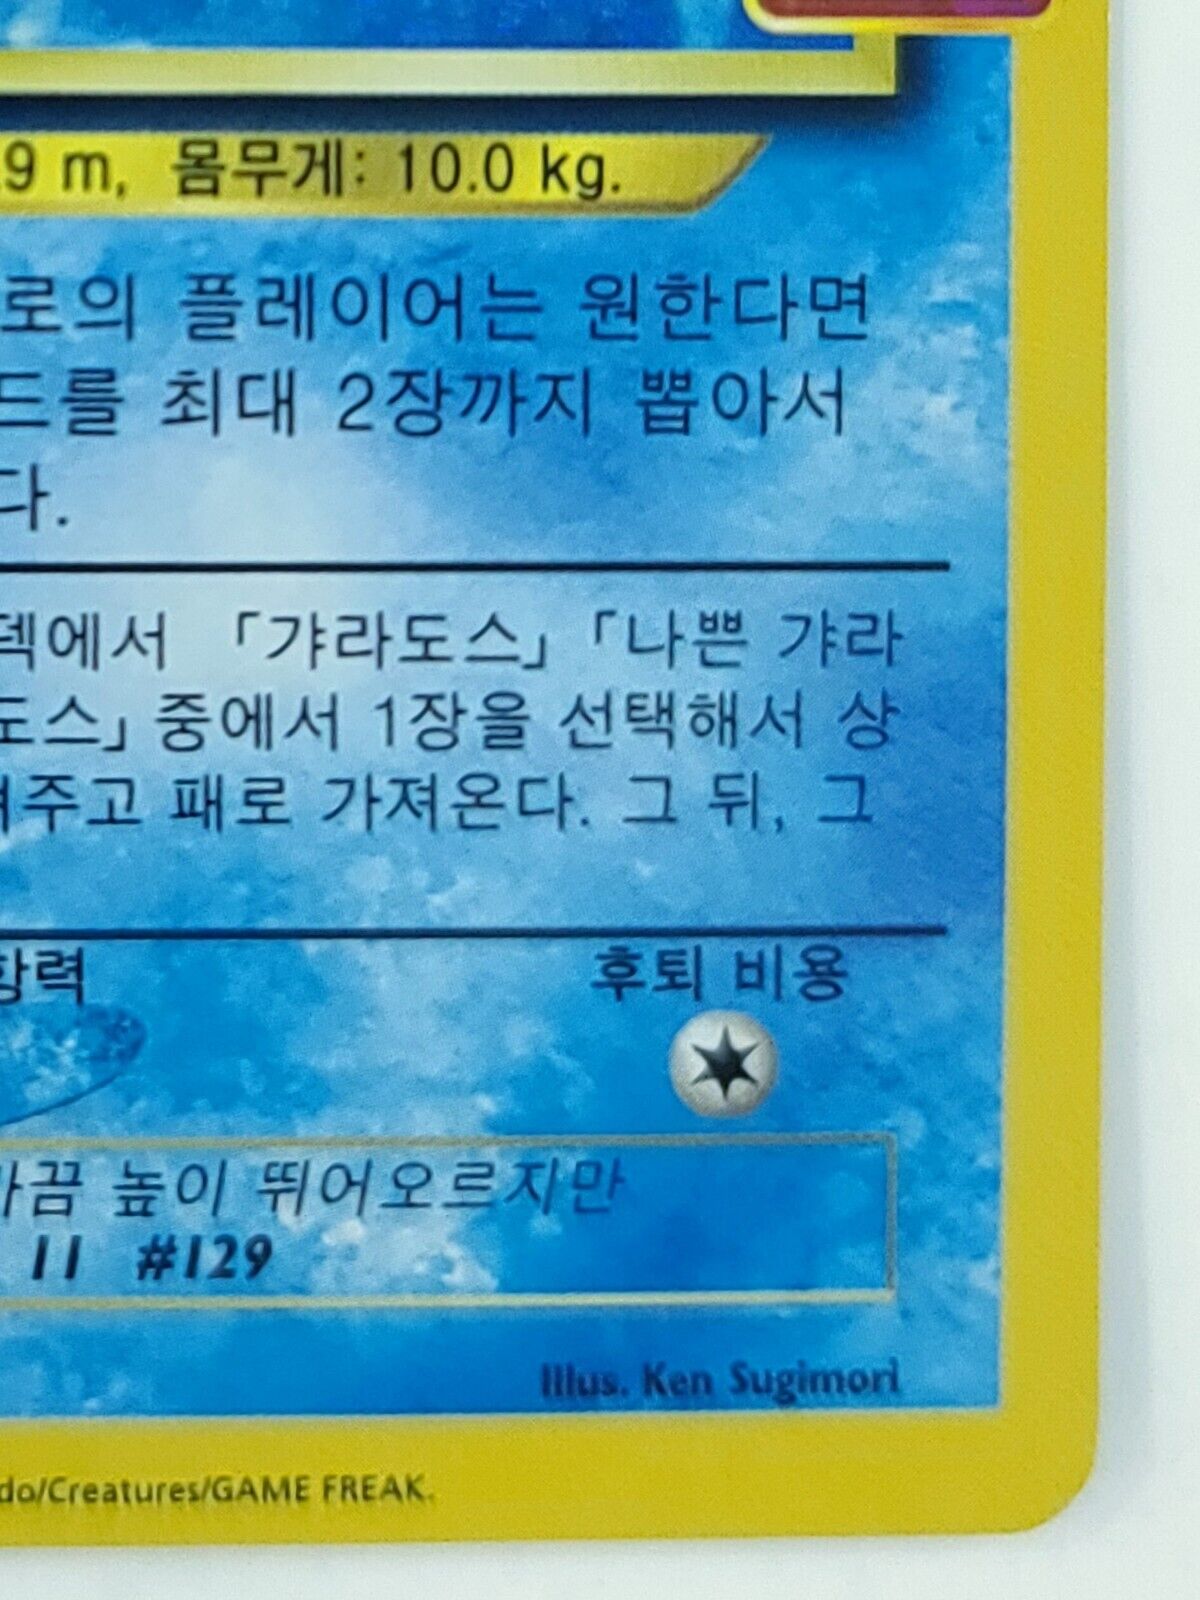 .9 m, 몸무게: 10.0 kg.
로의 플레이어는 원한다면
드를 최대 2장까지 뽑아서
다.
덱에서 「갸라도스」「나쁜 갸라
도스」 중에서 1장을 선택해서 상
여주고 패로 가져온다. 그 뒤, 그
항력 후퇴 비용
가끔 높이 뛰어오르지만
11 #129
Illus. Ken Sugimori
do/Creatures/GAME FREAK.